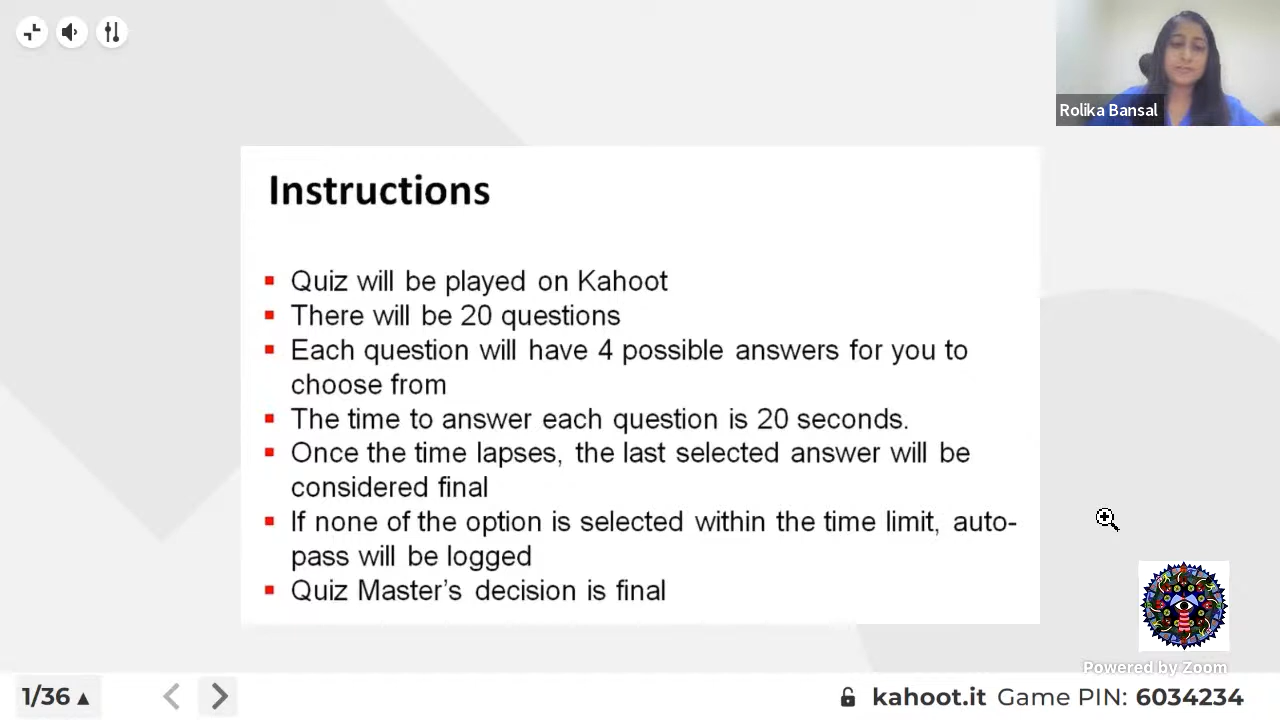 Rolika Bansal
Instructions
Quiz will be played on Kahoot
There will be 20 questions
Each question will have 4 possible answers for you to
choose from
The time to answer each question is 20 seconds.
Once the time lapses, the last selected answer will be
considered final
If none of the option is selected within the time limit, auto-
pass will be logged
Quiz Master's decision is final
Powered by Zoom
1/36
kahoot.it Game PIN: 6034234